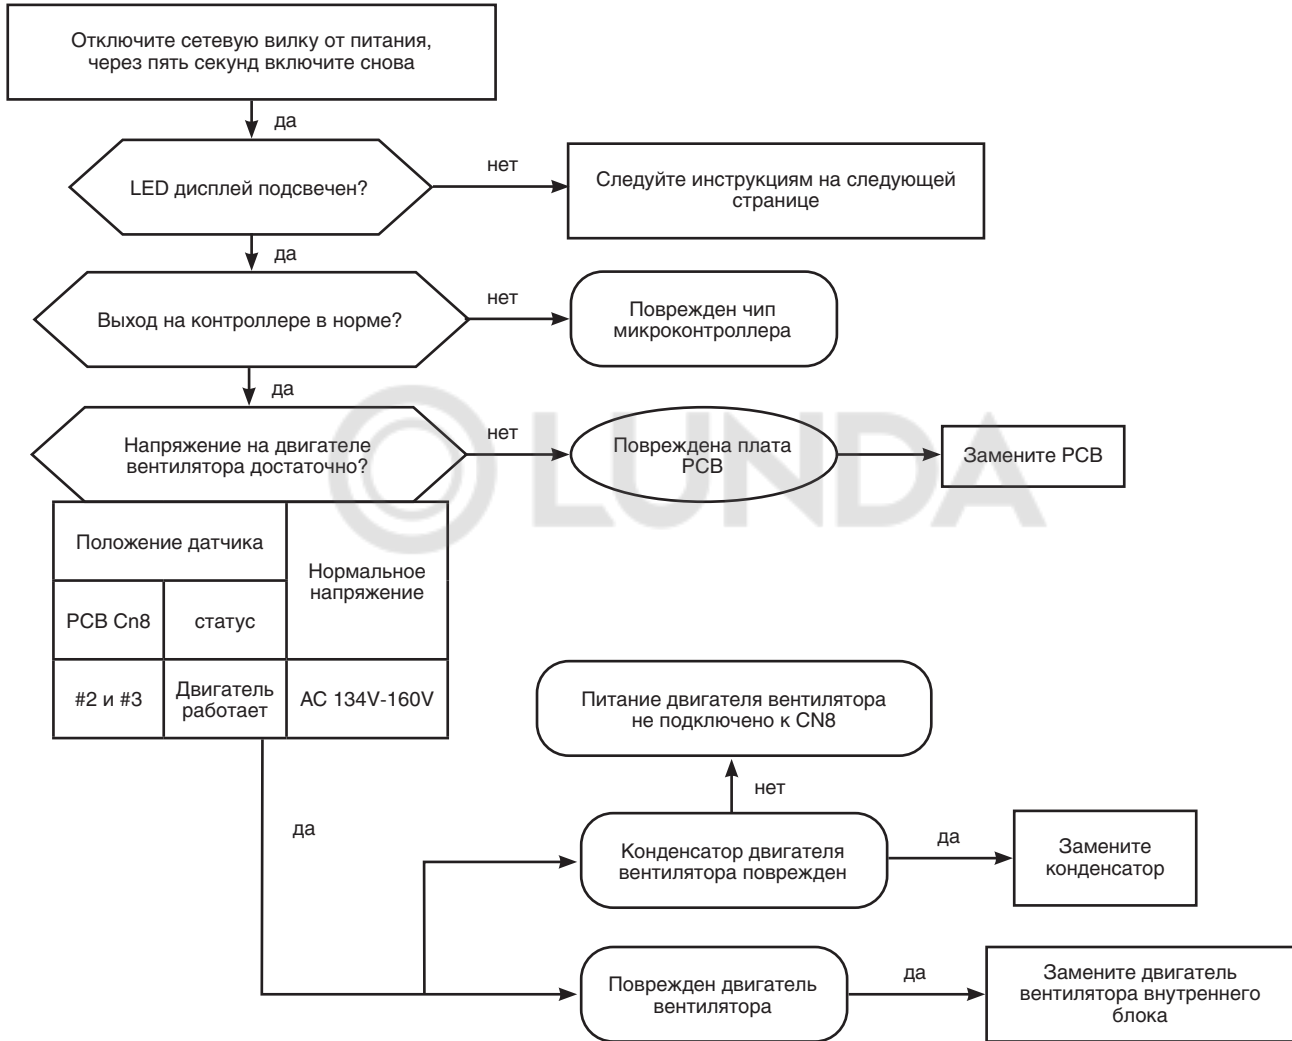 Отключите сетевую вилку от питания,
через пять секунд включите снова
да
LED дисплей подсвечен?
нет
Следуйте инструкциям на следующей
странице
да
Выход на контроллере в норме?
нет
Поврежден чип
микроконтроллера
да
Напряжение на двигателе
вентилятора достаточно?
нет
Повреждена плата
PCB
Замените PCB
LUNDA
Положение датчика
Нормальное
напряжение
PCB Cn8
статус
#2 и #3
Двигатель
работает
AC 134V-160V
Питание двигателя вентилятора
не подключено к CN8
нет
да
Конденсатор двигателя
вентилятора поврежден
да
Замените
конденсатор
Поврежден двигатель
вентилятора
да
Замените двигатель
вентилятора внутреннего
блока